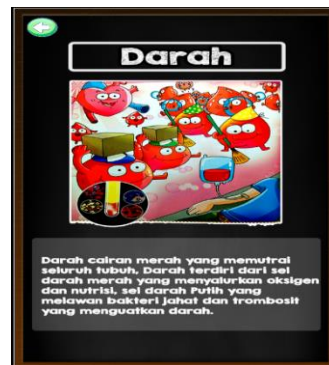 Darah
Darah cairan merah yang memutrai
seluruh tubuh, Darah terdiri dari sel
darah merah yang menyalurkan oksigen
dan nutrisi, sel darah Putih yang
melawan bakteri jahat dan trombosit
yang menguatkan darah.